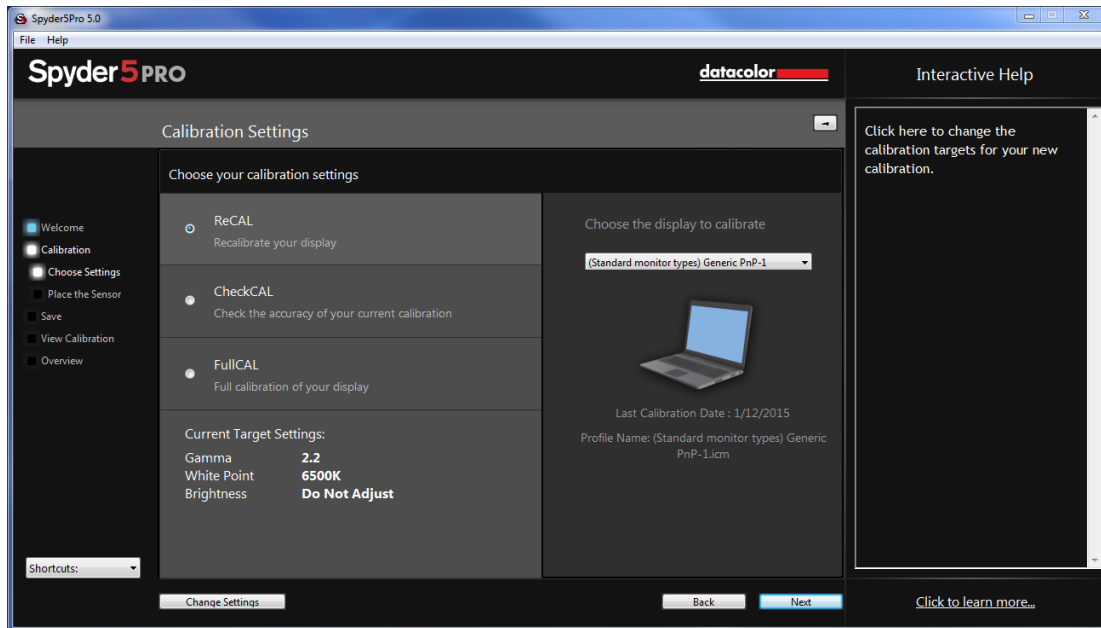 Spyder5Pro 5.0
File Help
Spyder5PRO
datacolor
Interactive Help
Calibration Settings
Click here to change the
calibration targets for your new
calibration.
Choose your calibration settings
Welcome
Calibration
Choose Settings
Place the Sensor
Save
View Calibration
Overview
ReCAL
Recalibrate your display
CheckCAL
Check the accuracy of your current calibration
FullCAL
Full calibration of your display
Current Target Settings:
Gamma 2.2
White Point 6500K
Brightness Do Not Adjust
Choose the display to calibrate
(Standard monitor types) Generic PnP-1
Last Calibration Date : 1/12/2015
Profile Name: (Standard monitor types) Generic
PnP-1.icm
Shortcuts:
Change Settings
Back
Next
Click to learn more...